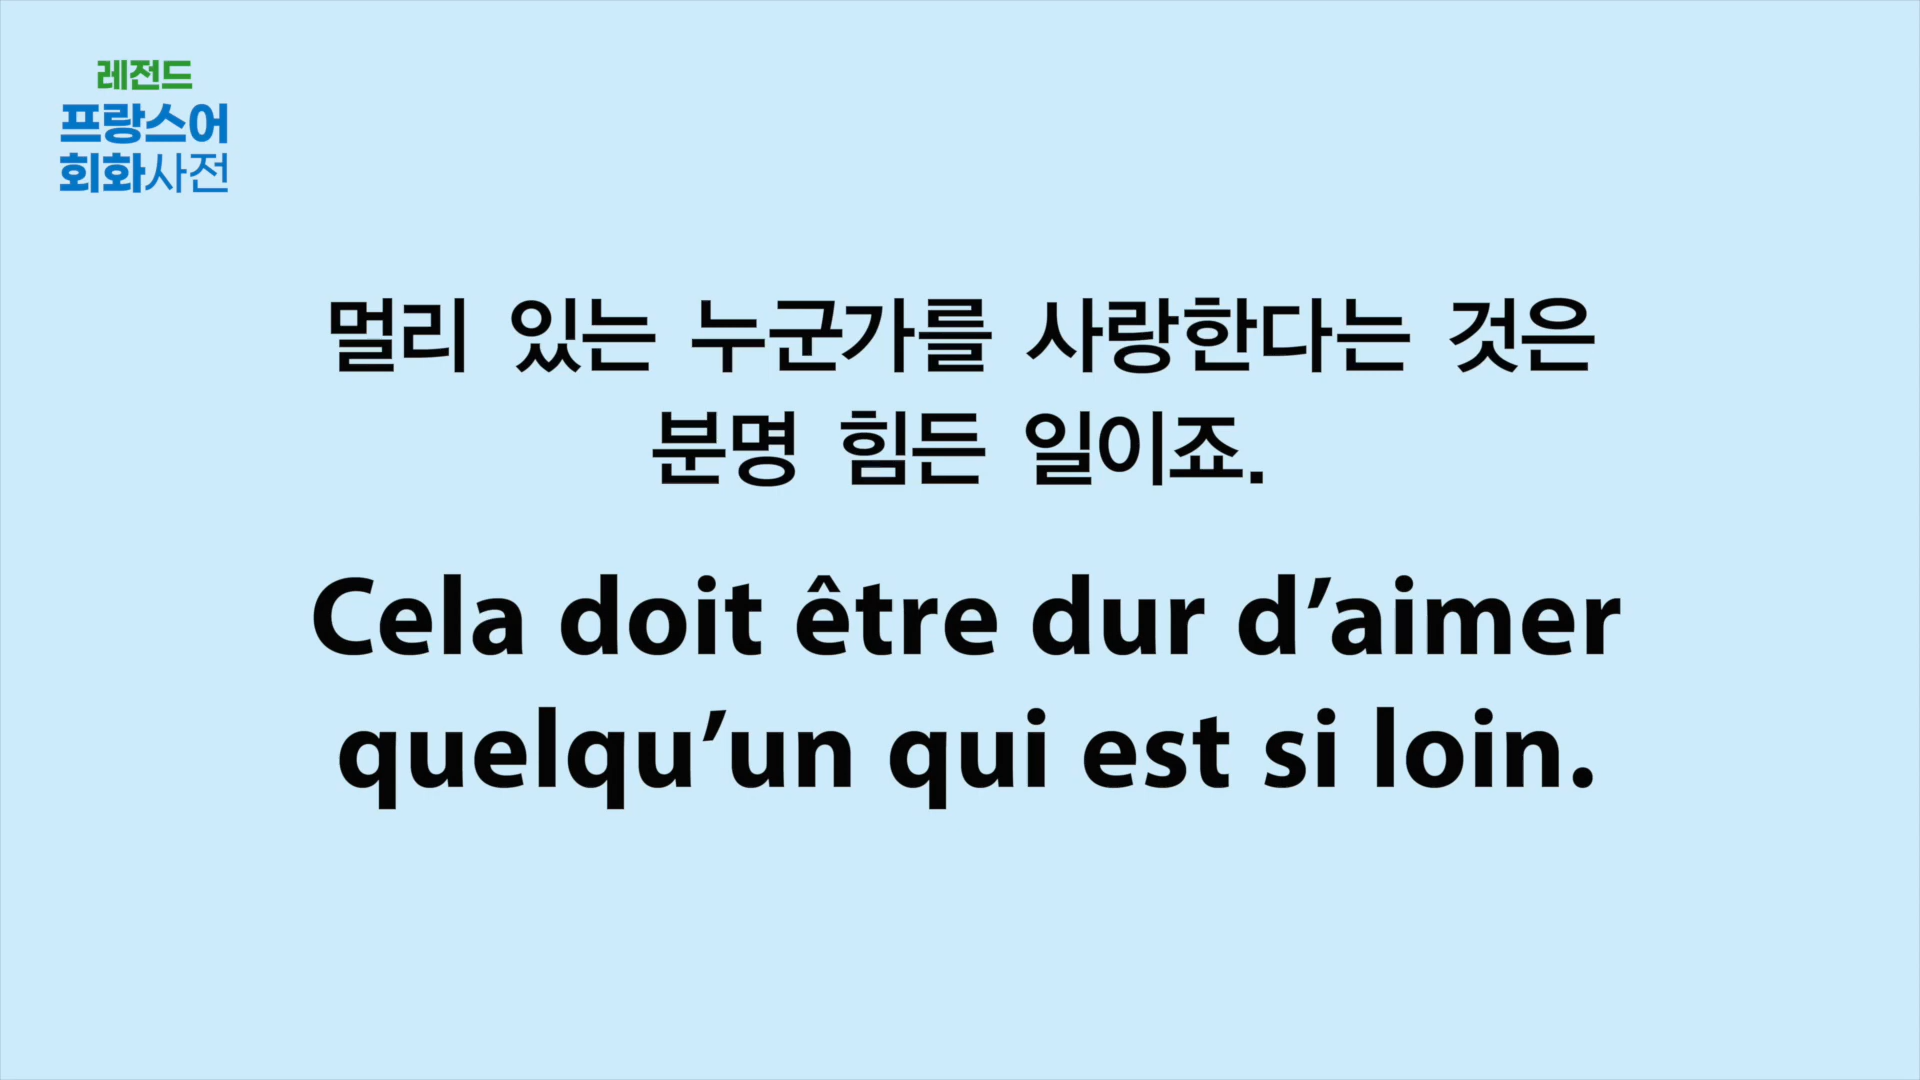 레전드
프랑스어
회화사전
멀리 있는 누군가를 사랑한다는 것은
분명 힘든 일이죠.
Cela doit être dur d’aimer
quelqu’un qui est si loin.